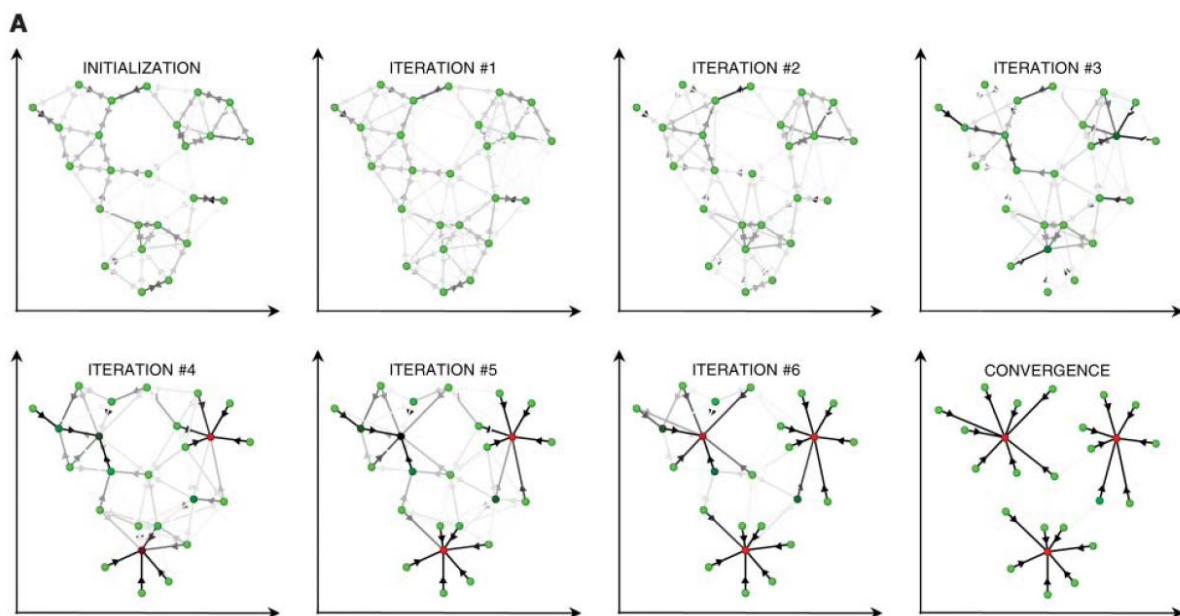 A
INITIALIZATION
ITERATION #1
ITERATION #2
ITERATION #3
ITERATION #4
ITERATION #5
ITERATION #6
CONVERGENCE